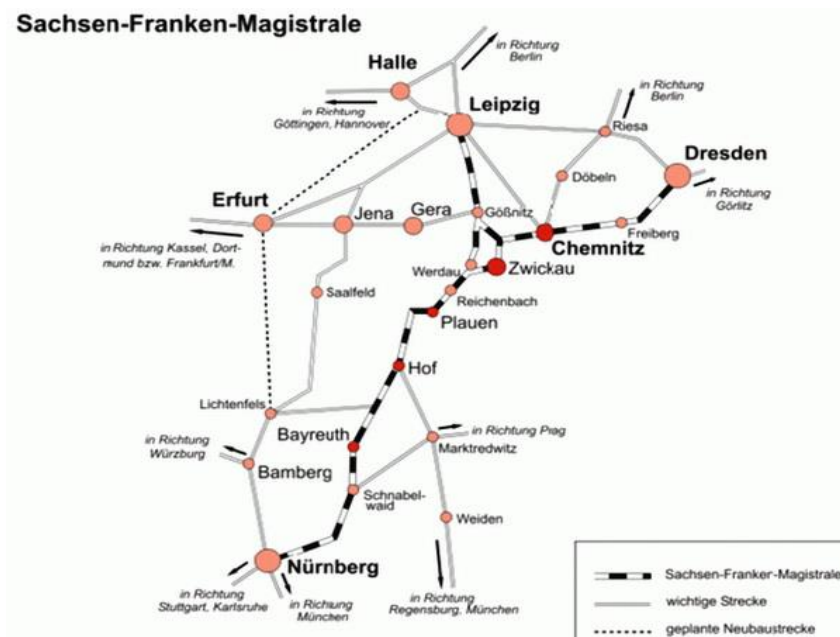 Sachsen-Franken-Magistrale
in Richtung
Berlin
Halle
in Richtung
Göttingen, Hannover
Leipzig
in Richtung
Berlin
Riesa
Dresden
Döbeln
in Richtung
Görlitz
Erfurt
Jena
Gera
Gößnitz
Freiberg
Chemnitz
in Richtung Kassel, Dort-
mund bzw. Frankfurt/M.
Werdau
Zwickau
Saalfeld
Reichenbach
Plauen
Hof
Lichtenfels
in Richtung
Würzburg
Bayreuth
in Richtung Prag
Marktredwitz
Bamberg
Schnabel-
waid
Weiden
Nürnberg
in Richtung
Stuttgart, Karlsruhe
in Richtung
München
in Richtung
Regensburg, München
Sachsen-Franker-Magistrale
wichtige Strecke
geplante Neubaustrecke